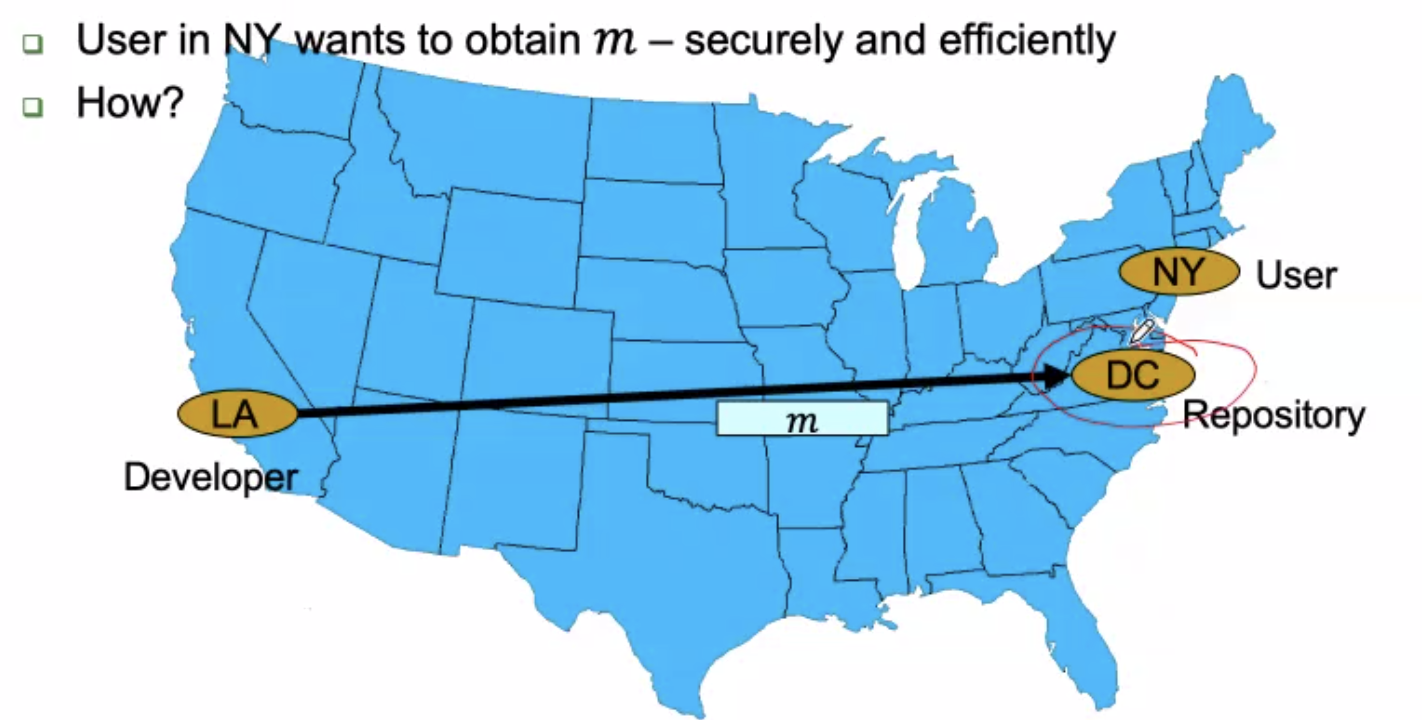 User in NY wants to obtain m – securely and efficiently
How?
NY User
DC
LA
m
Repository
Developer